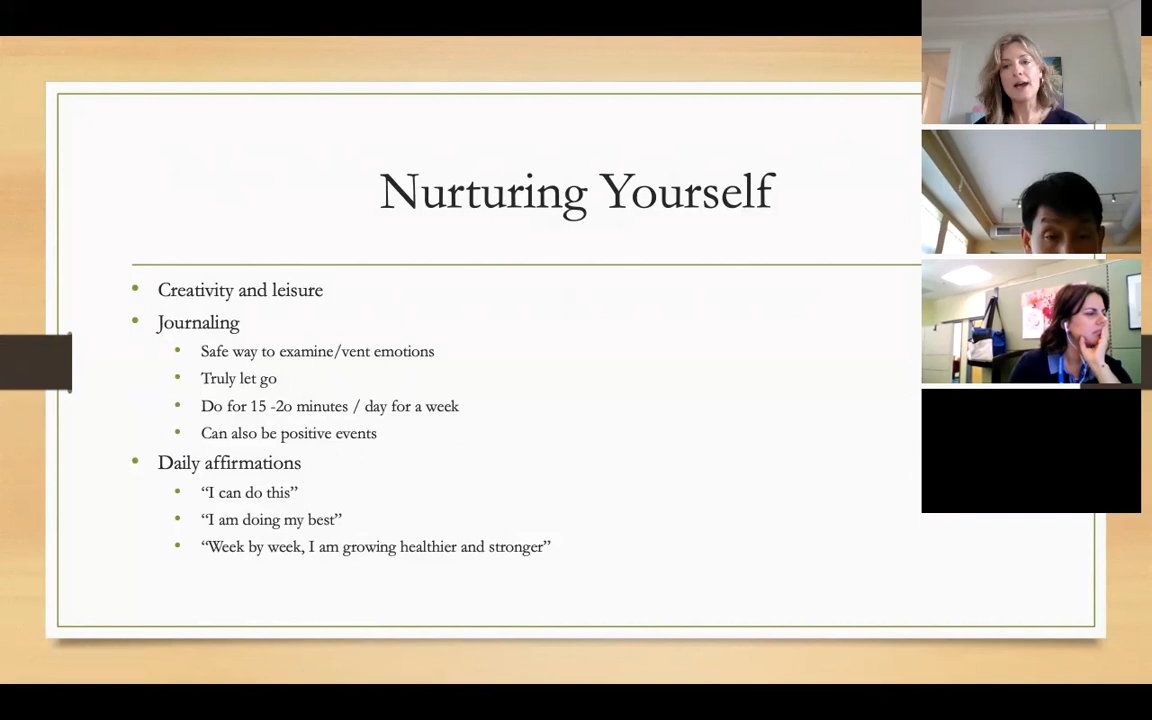 Nurturing Yourself
Creativity and leisure
Journaling
Safe way to examine/vent emotions
Truly let go
Do for 15 -2o minutes / day for a week
Can also be positive events
Daily affirmations
“I can do this”
“I am doing my best”
“Week by week, I am growing healthier and stronger”